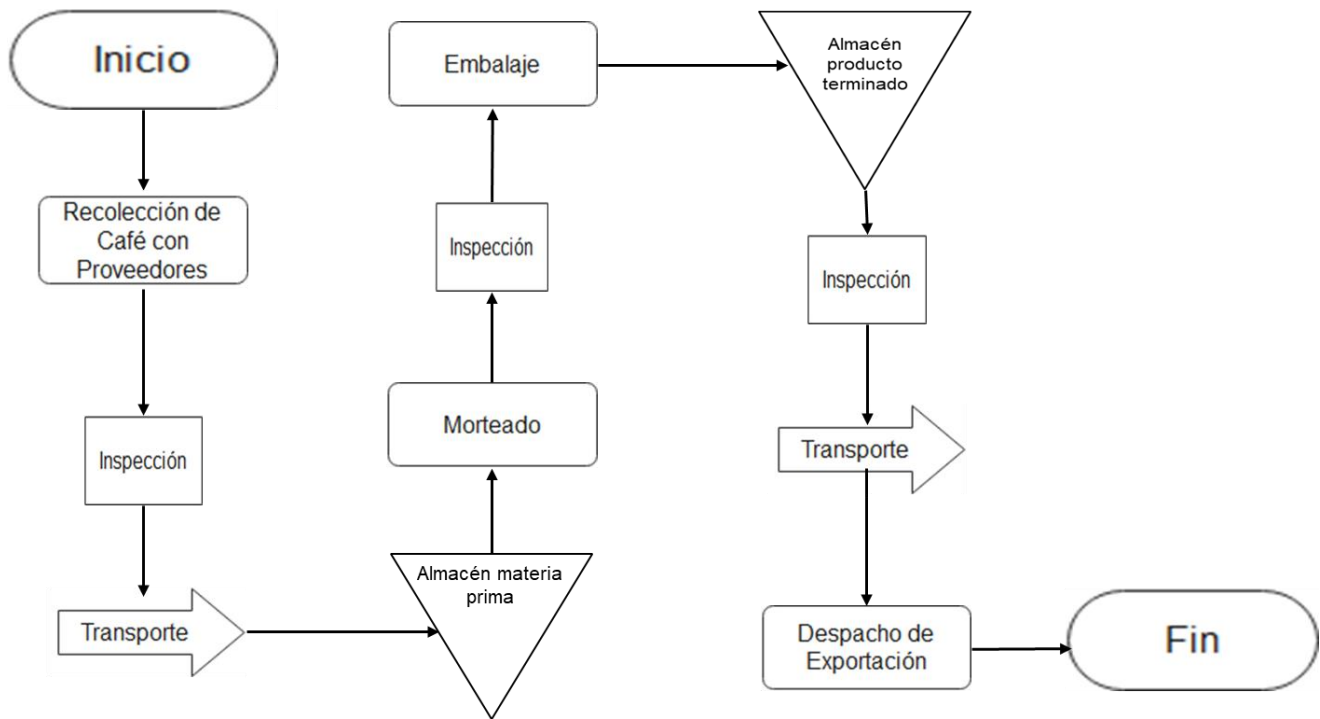 Inicio
Recolección de
Café con
Proveedores
Inspección
Transporte
Almacén materia
prima
Morteado
Inspección
Embalaje
Almacén
producto
terminado
Inspección
Transporte
Despacho de
Exportación
Fin